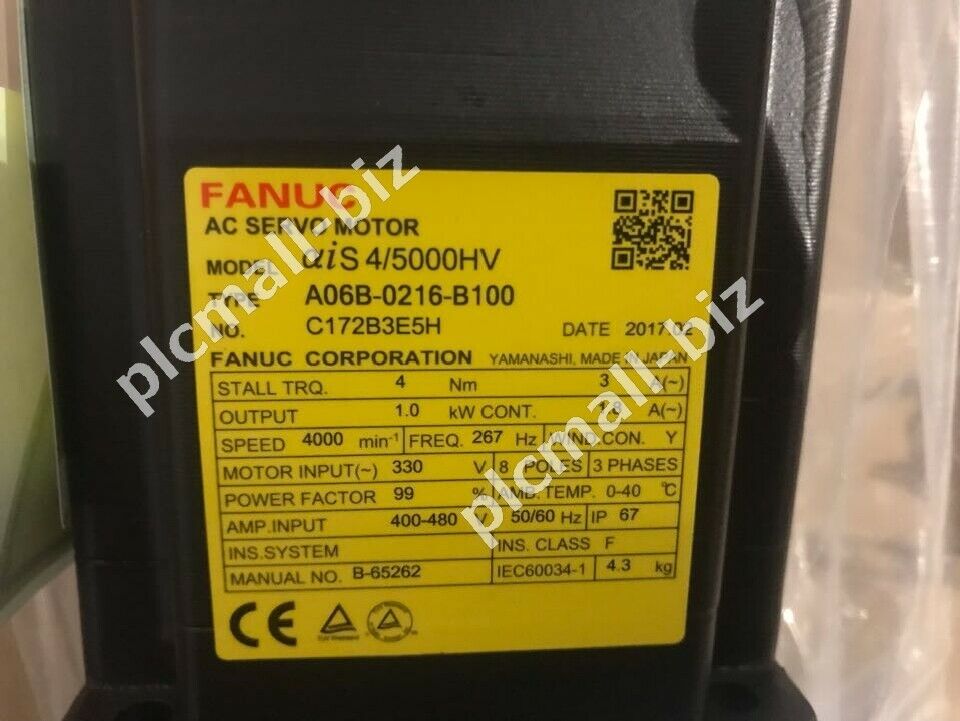 FANUC
AC SERVO MOTOR
MODEL αiS 4/5000HV
TYPE A06B-0216-B100
NO. C172B3E5H DATE 2017.02
FANUC CORPORATION YAMANASHI, MADE IN JAPAN
STALL TRQ. 4 Nm 3 A(~)
OUTPUT 1.0 kW CONT. A(~)
SPEED 4000 min-1 FREQ. 267 Hz WIND.CON. Y
MOTOR INPUT(~) 330 V 8 POLES 3 PHASES
POWER FACTOR 99 % AMB.TEMP. 0-40 ℃
AMP.INPUT 400-480 V 50/60 Hz IP 67
INS.SYSTEM INS. CLASS F
MANUAL NO. B-65262 IEC60034-1 4.3 kg
CE
plcmall-biz
plcmall-biz